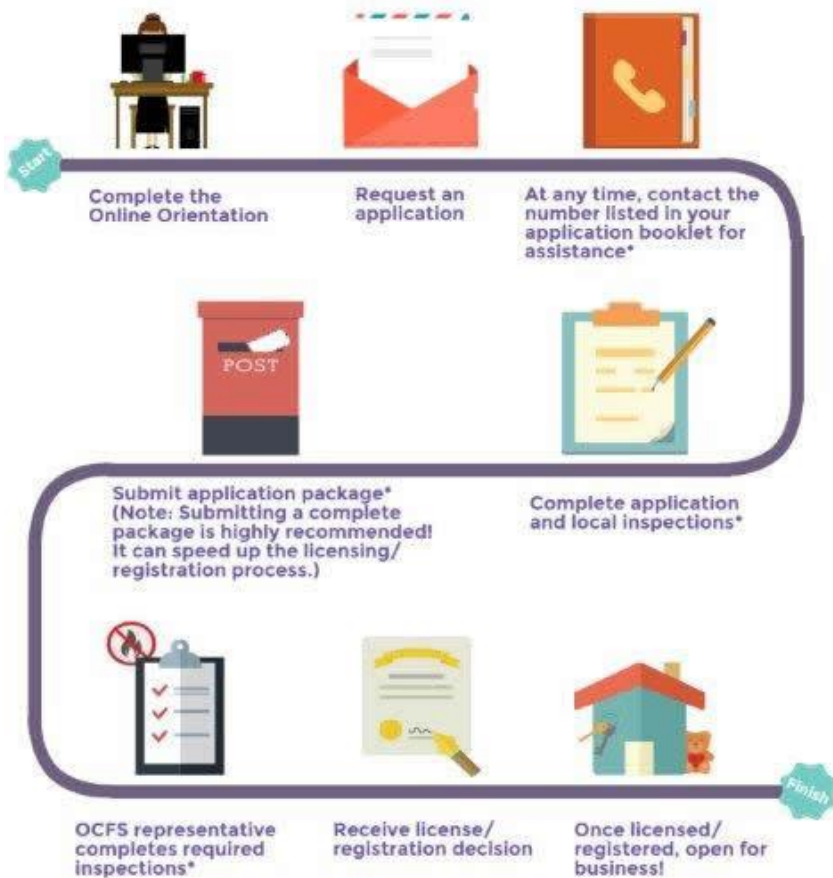 Start
Complete the
Online Orientation
Request an
application
At any time, contact the
number listed in your
application booklet for
assistance*
Complete application
and local inspections*
POST
Submit application package*
(Note: Submitting a complete
package is highly recommended!
It can speed up the licensing/
registration process.)
OCFS representative
completes required
inspections*
Receive license/
registration decision
Once licensed/
registered, open for
business!
Finish